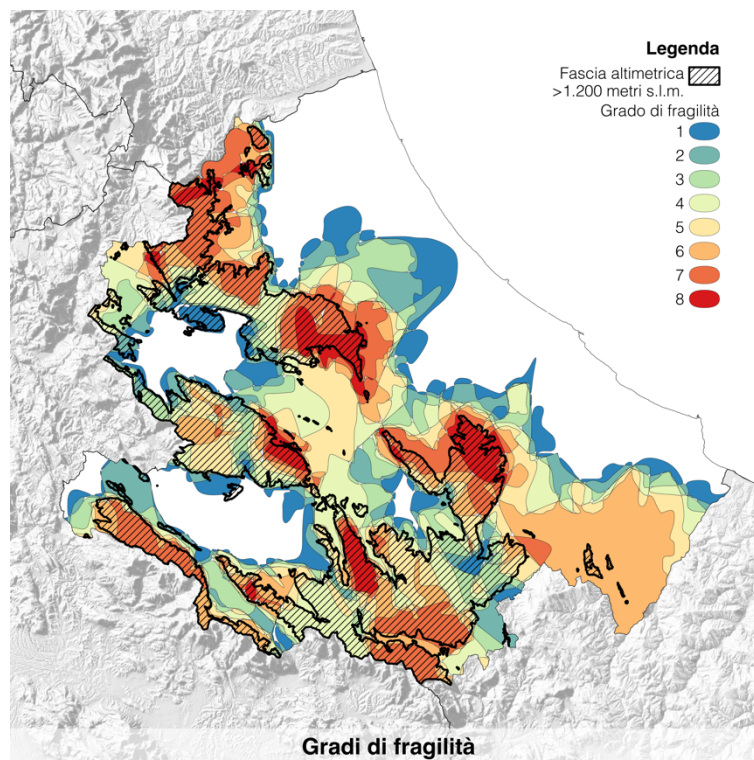 Legenda
Fascia altimetrica
>1.200 metri s.l.m.
Grado di fragilità
1
2
3
4
5
6
7
8
Gradi di fragilità